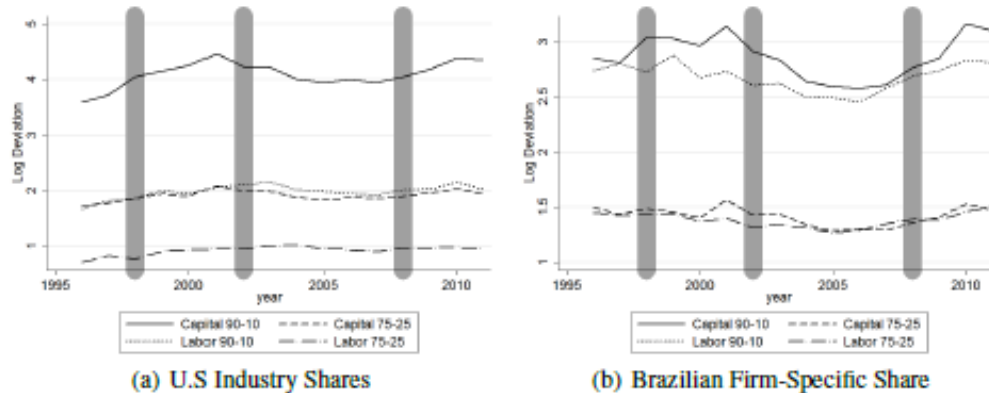 5
4
3
2
1
Log Deviation
1995
2000
2005
2010
year
Capital 90-10
Capital 75-25
Labor 90-10
Labor 75-25
(a) U.S Industry Shares
3
2.5
2
1.5
1
Log Deviation
1995
2000
2005
2010
year
Capital 90-10
Capital 75-25
Labor 90-10
Labor 75-25
(b) Brazilian Firm-Specific Share